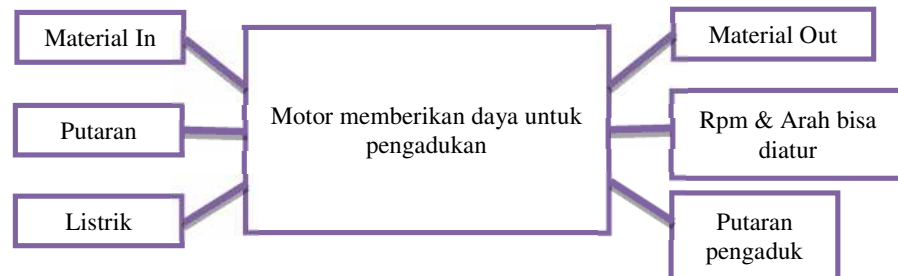 Material In
Putaran
Listrik
Motor memberikan daya untuk
pengadukan
Material Out
Rpm & Arah bisa
diatur
Putaran
pengaduk